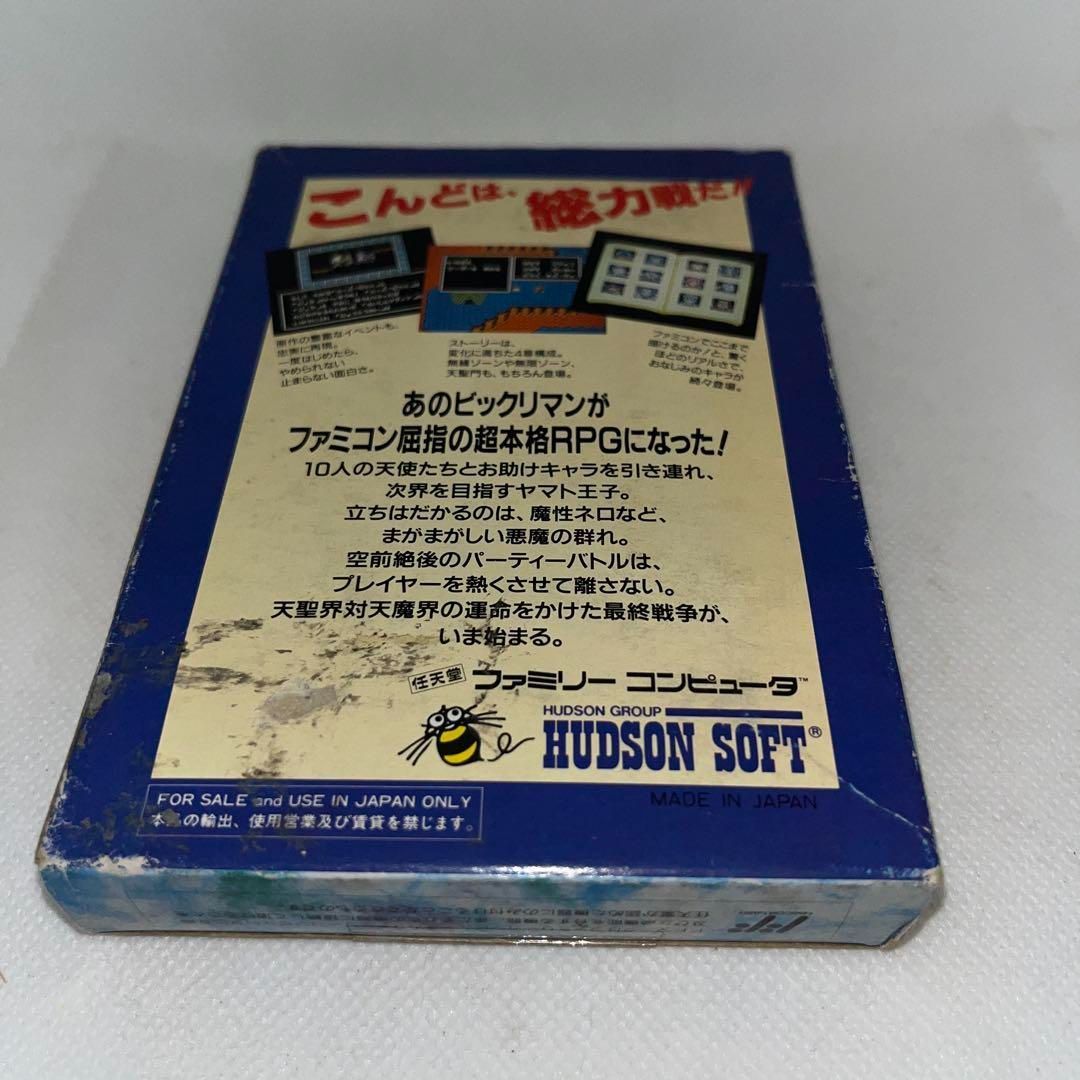 こんどは、総力戦だ!!
原作の豊富なイベントも、
忠実に再現。
一度はじめたら、
やめられない
止まらない面白さ。
ストーリーは、
変化に満ちた4章構成。
無縁ゾーンや無限ゾーン、
天聖門も、もちろん登場。
ファミコンでここまで
描けるのか!と、驚く
ほどのリアルさで、
おなじみのキャラが
続々登場。
あのビックリマンが
ファミコン屈指の超本格RPGになった!
10人の天使たちとお助けキャラを引き連れ、
次界を目指すヤマト王子。
立ちはだかるのは、魔性ネロなど、
まがまがしい悪魔の群れ。
空前絶後のパーティーバトルは、
プレイヤーを熱くさせて離さない。
天聖界対天魔界の運命をかけた最終戦争が、
いま始まる。
任天堂 ファミリーコンピュータ™
HUDSON GROUP
HUDSON SOFT®
FOR SALE and USE IN JAPAN ONLY
本品の輸出、使用営業及び賃貸を禁じます。
MADE IN JAPAN